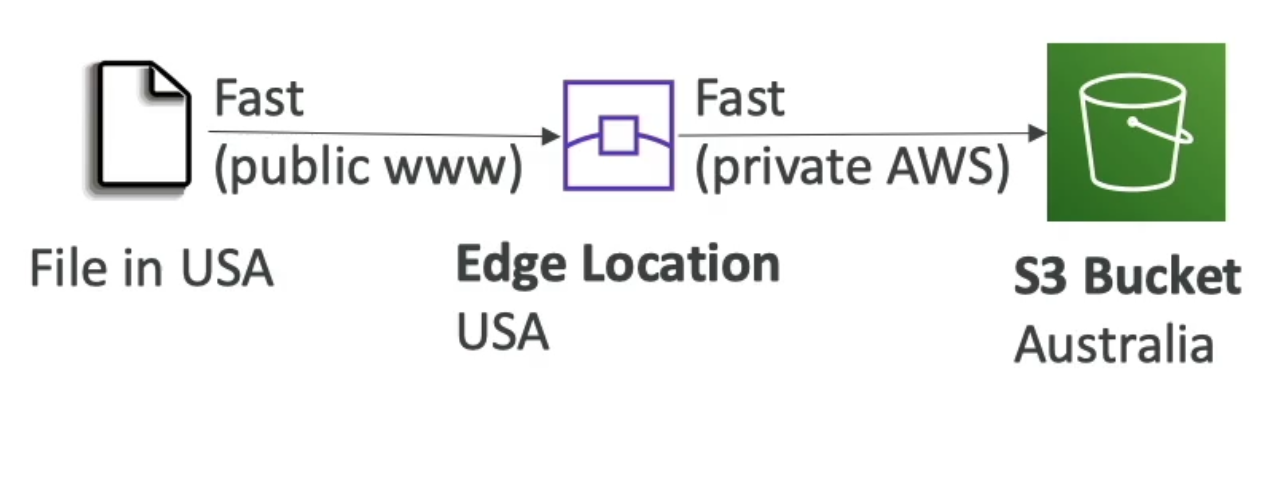 Fast
(public www)
Fast
(private AWS)
File in USA
Edge Location
USA
S3 Bucket
Australia